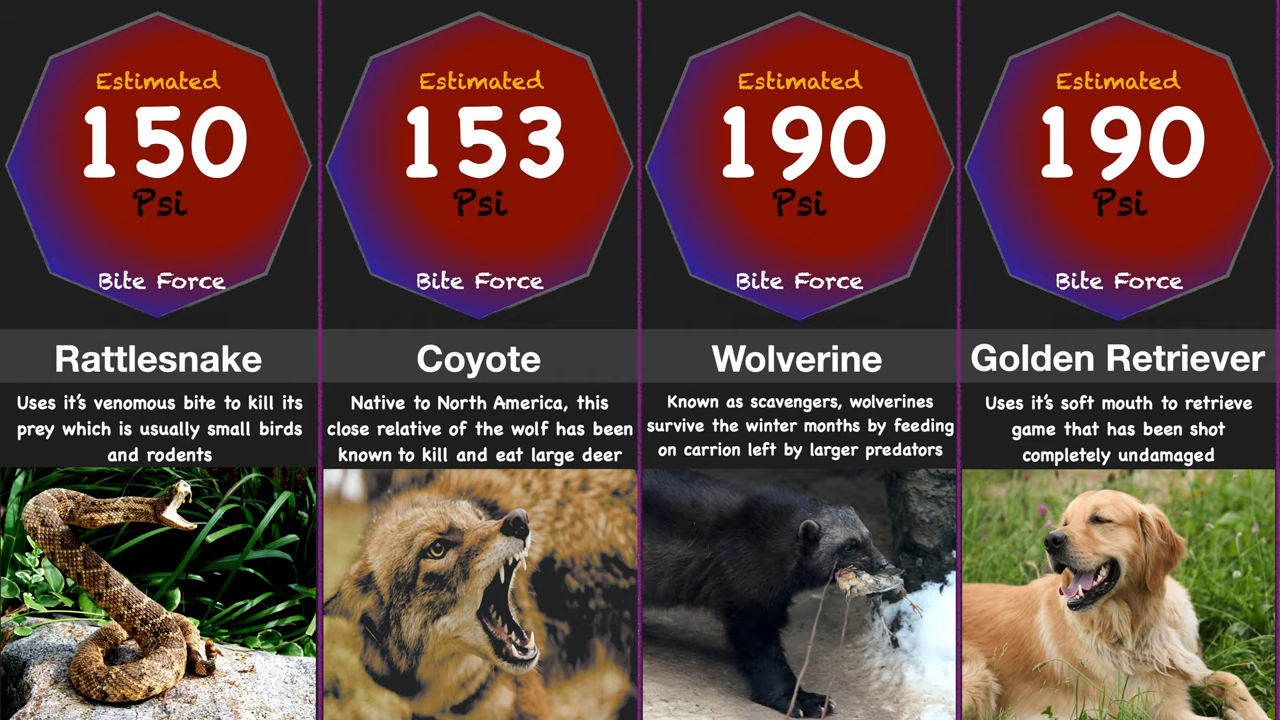 Estimated
150
Psi
Bite Force
Rattlesnake
Uses it's venomous bite to kill its
prey which is usually small birds
and rodents
Estimated
153
Psi
Bite Force
Coyote
Native to North America, this
close relative of the wolf has been
known to kill and eat large deer
Estimated
190
Psi
Bite Force
Wolverine
Known as scavengers, wolverines
survive the winter months by feeding
on carrion left by larger predators
Estimated
190
Psi
Bite Force
Golden Retriever
Uses it's soft mouth to retrieve
game that has been shot
completely undamaged